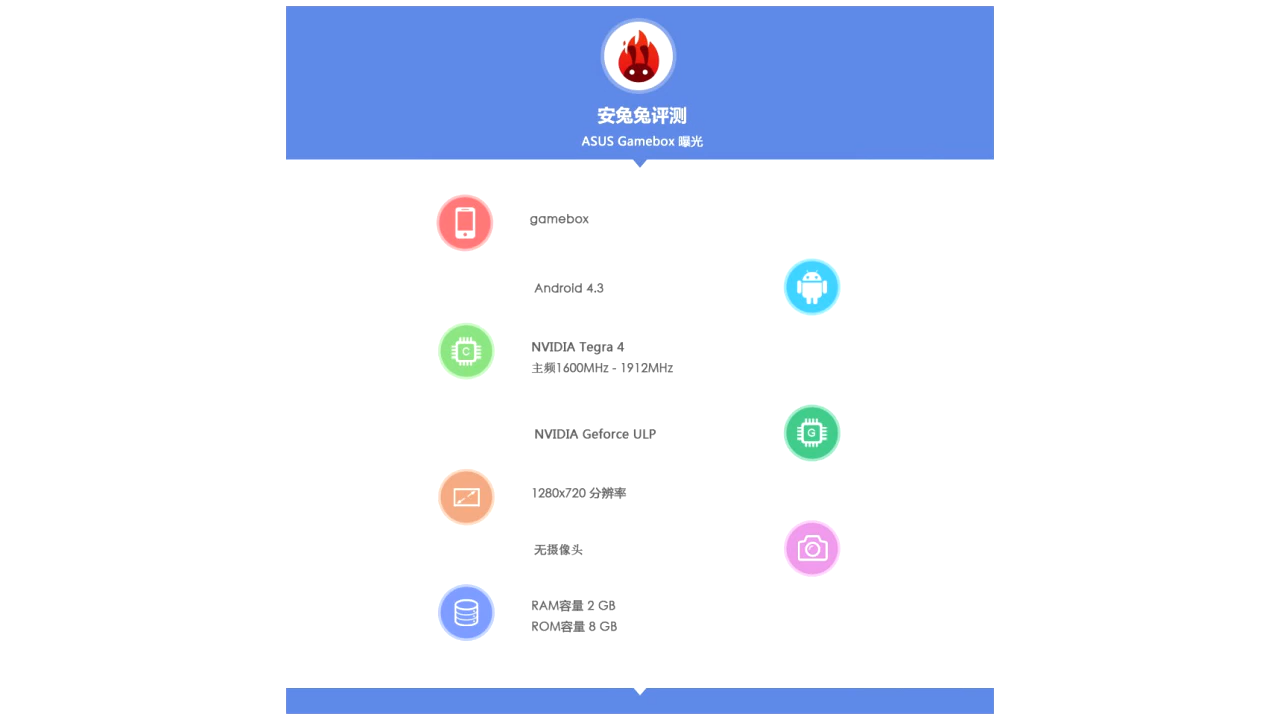 安兔兔评测
ASUS Gamebox 曝光
gamebox
Android 4.3
C
NVIDIA Tegra 4
主频1600MHz - 1912MHz
NVIDIA Geforce ULP
G
1280x720 分辨率
无摄像头
RAM容量 2 GB
ROM容量 8 GB